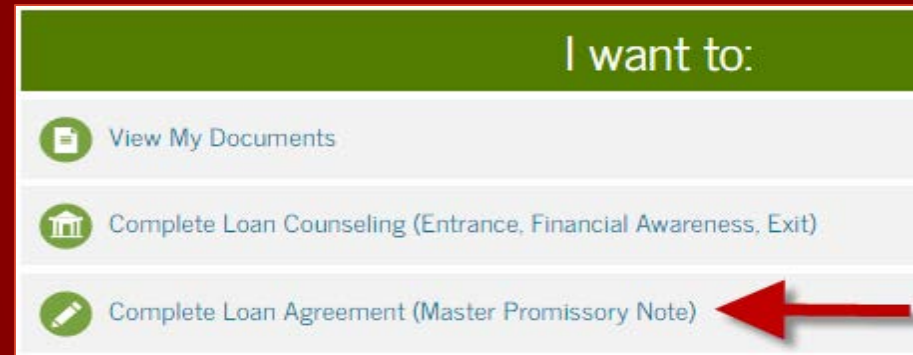 I want to:
View My Documents
Complete Loan Counseling (Entrance, Financial Awareness, Exit)
Complete Loan Agreement (Master Promissory Note)